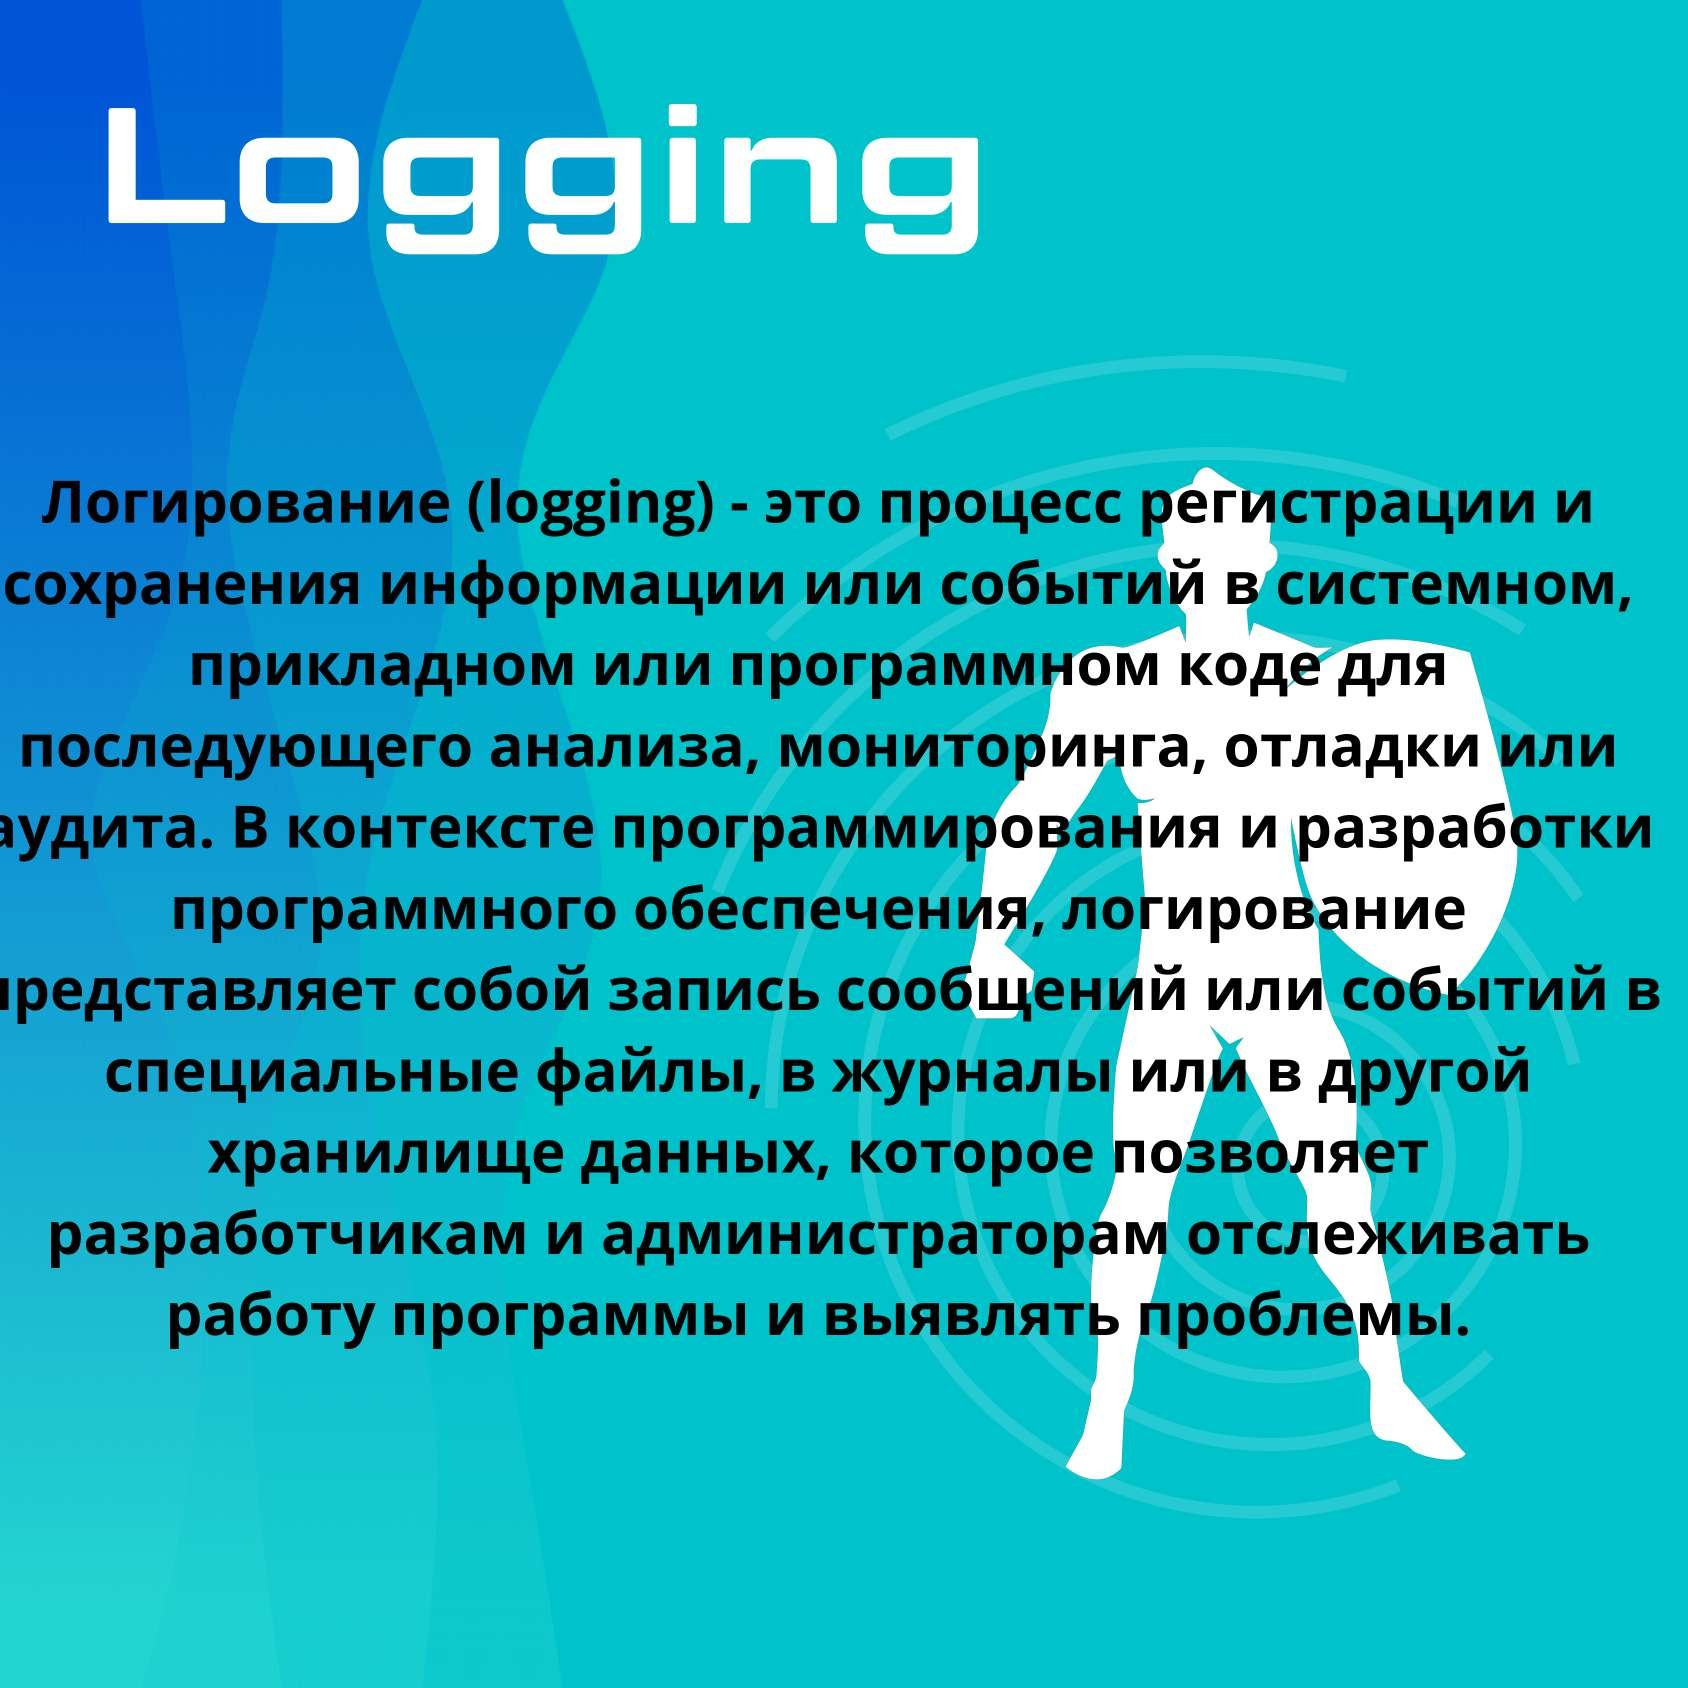 Logging
Логирование (logging) - это процесс регистрации и
сохранения информации или событий в системном,
прикладном или программном коде для
последующего анализа, мониторинга, отладки или
аудита. В контексте программирования и разработки
программного обеспечения, логирование
представляет собой запись сообщений или событий в
специальные файлы, в журналы или в другой
хранилище данных, которое позволяет
разработчикам и администраторам отслеживать
работу программы и выявлять проблемы.